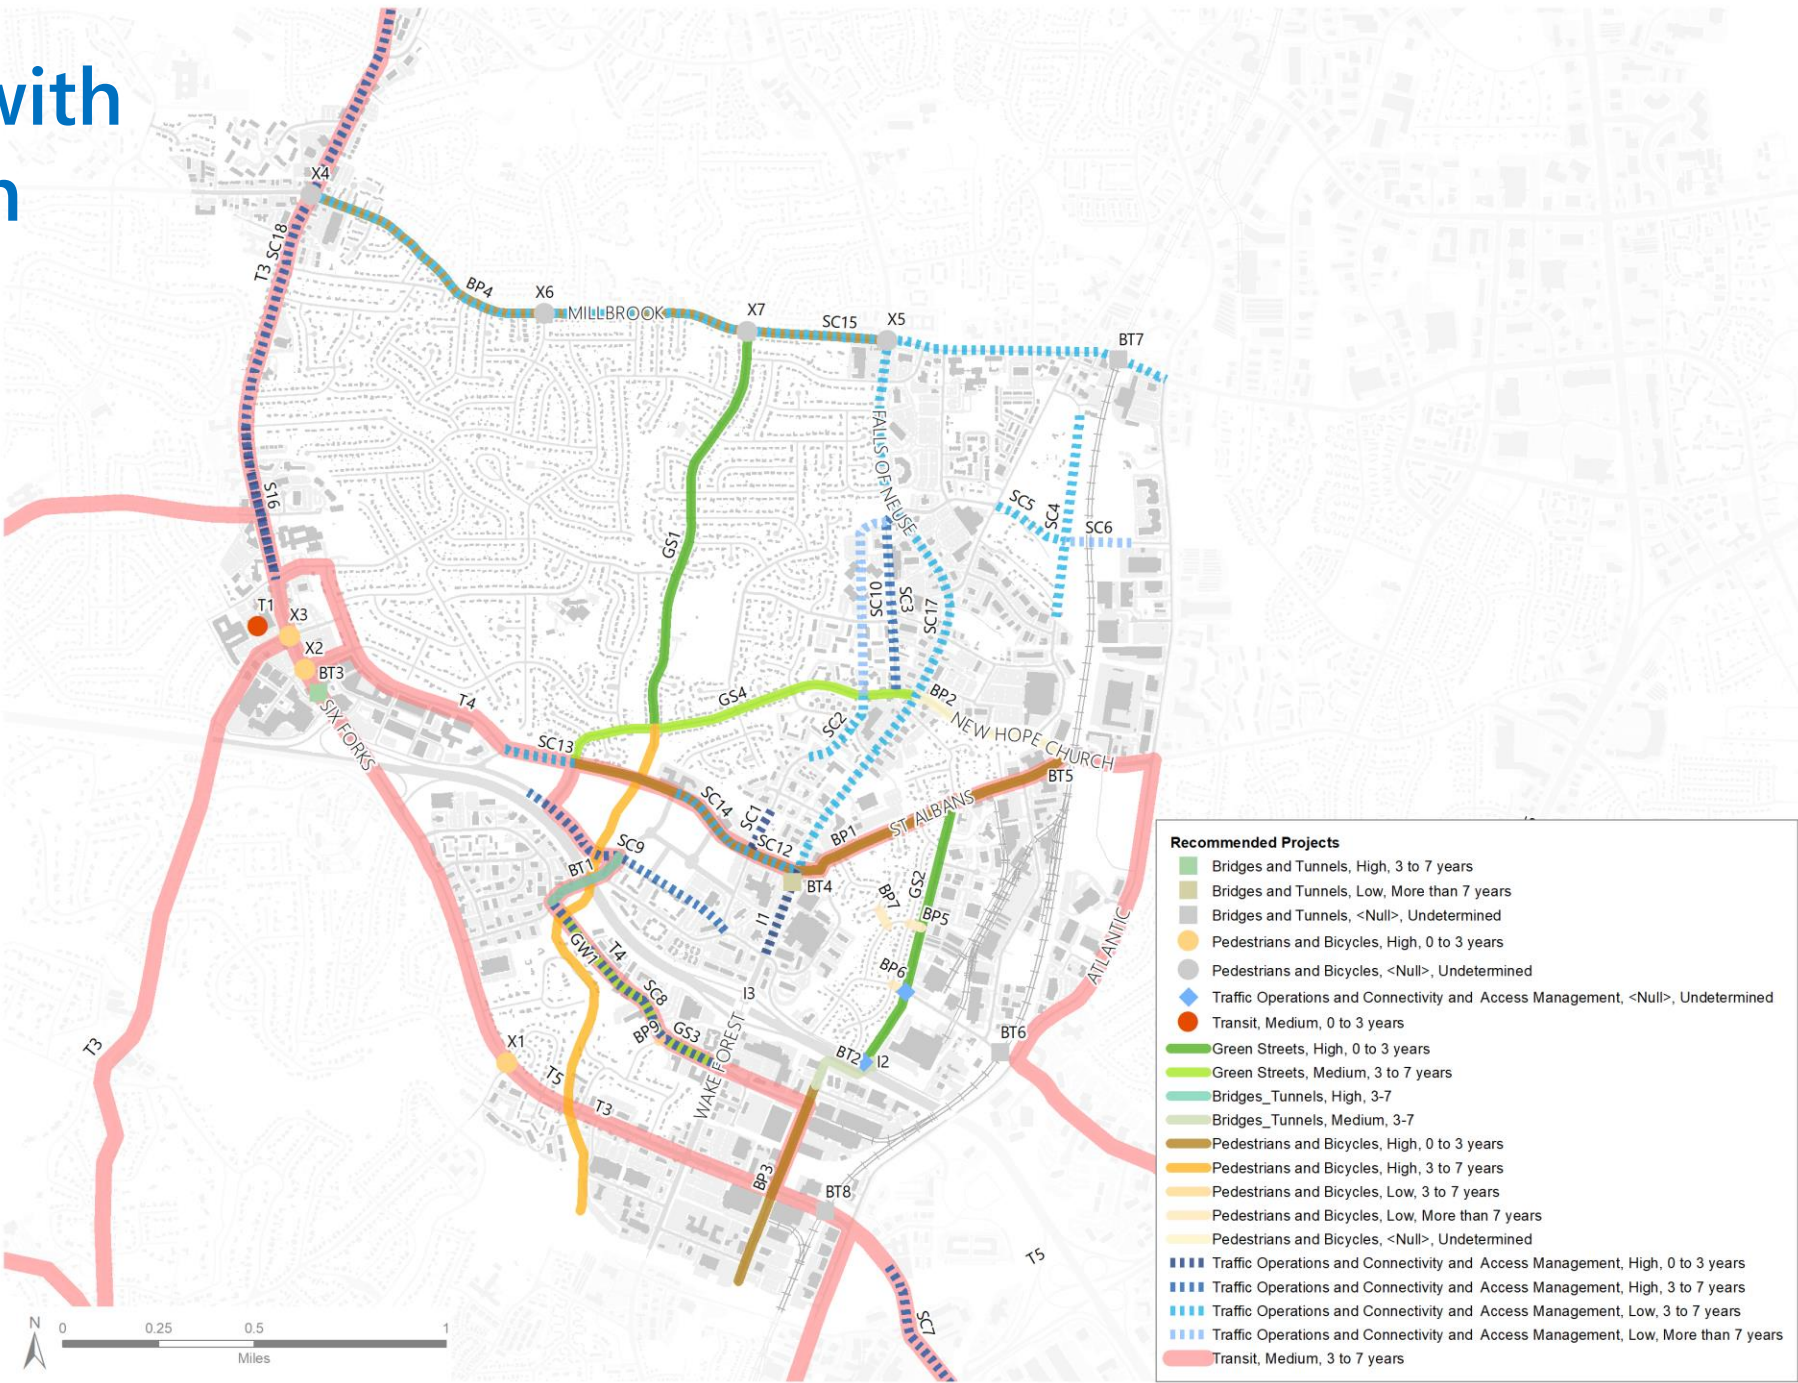 with
n
X4
T3 SC18
BP4
X6
MILLBROOK
X7
SC15
X5
BT7
FALLS OF NEUSE
S16
SC5
SC4
SC6
GS1
SC10
SC3
SC17
T1
X3
X2
BT3
SIX FORKS
T4
GS4
BP2
SC2
NEW HOPE CHURCH
SC13
BT5
SC14
SC1
SC12
BP1
ST ALBANS
SC9
BT1
BT4
GS2
BP7
BP5
I1
GW1
T4
BP6
ATLANTIC
SC8
I3
BP9
GS3
WAKE FOREST
BT2
I2
BT6
X1
T3
T5
T3
BP3
BT8
T5
SC7
N
0 0.25 0.5 1
Miles
Recommended Projects
Bridges and Tunnels, High, 3 to 7 years
Bridges and Tunnels, Low, More than 7 years
Bridges and Tunnels, <Null>, Undetermined
Pedestrians and Bicycles, High, 0 to 3 years
Pedestrians and Bicycles, <Null>, Undetermined
Traffic Operations and Connectivity and Access Management, <Null>, Undetermined
Transit, Medium, 0 to 3 years
Green Streets, High, 0 to 3 years
Green Streets, Medium, 3 to 7 years
Bridges_Tunnels, High, 3-7
Bridges_Tunnels, Medium, 3-7
Pedestrians and Bicycles, High, 0 to 3 years
Pedestrians and Bicycles, High, 3 to 7 years
Pedestrians and Bicycles, Low, 3 to 7 years
Pedestrians and Bicycles, Low, More than 7 years
Pedestrians and Bicycles, <Null>, Undetermined
Traffic Operations and Connectivity and Access Management, High, 0 to 3 years
Traffic Operations and Connectivity and Access Management, High, 3 to 7 years
Traffic Operations and Connectivity and Access Management, Low, 3 to 7 years
Traffic Operations and Connectivity and Access Management, Low, More than 7 years
Transit, Medium, 3 to 7 years